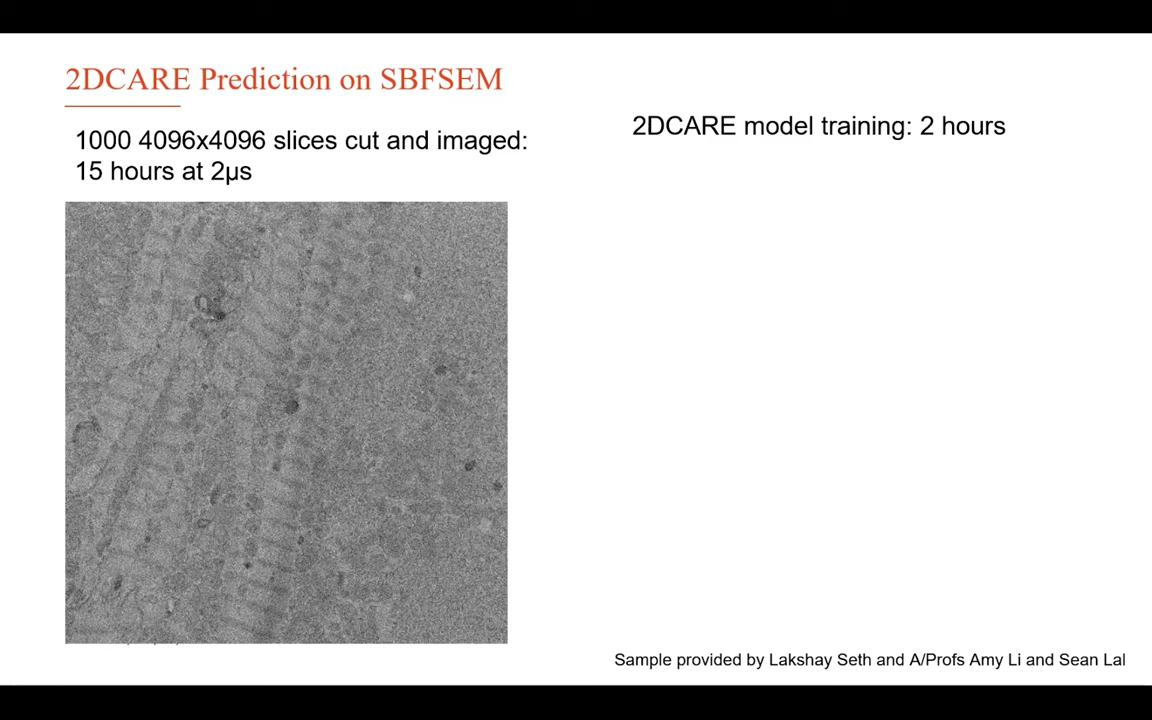 2DCARE Prediction on SBFSEM
1000 4096x4096 slices cut and imaged:
15 hours at 2µs
2DCARE model training: 2 hours
Sample provided by Lakshay Seth and A/Profs Amy Li and Sean Lal